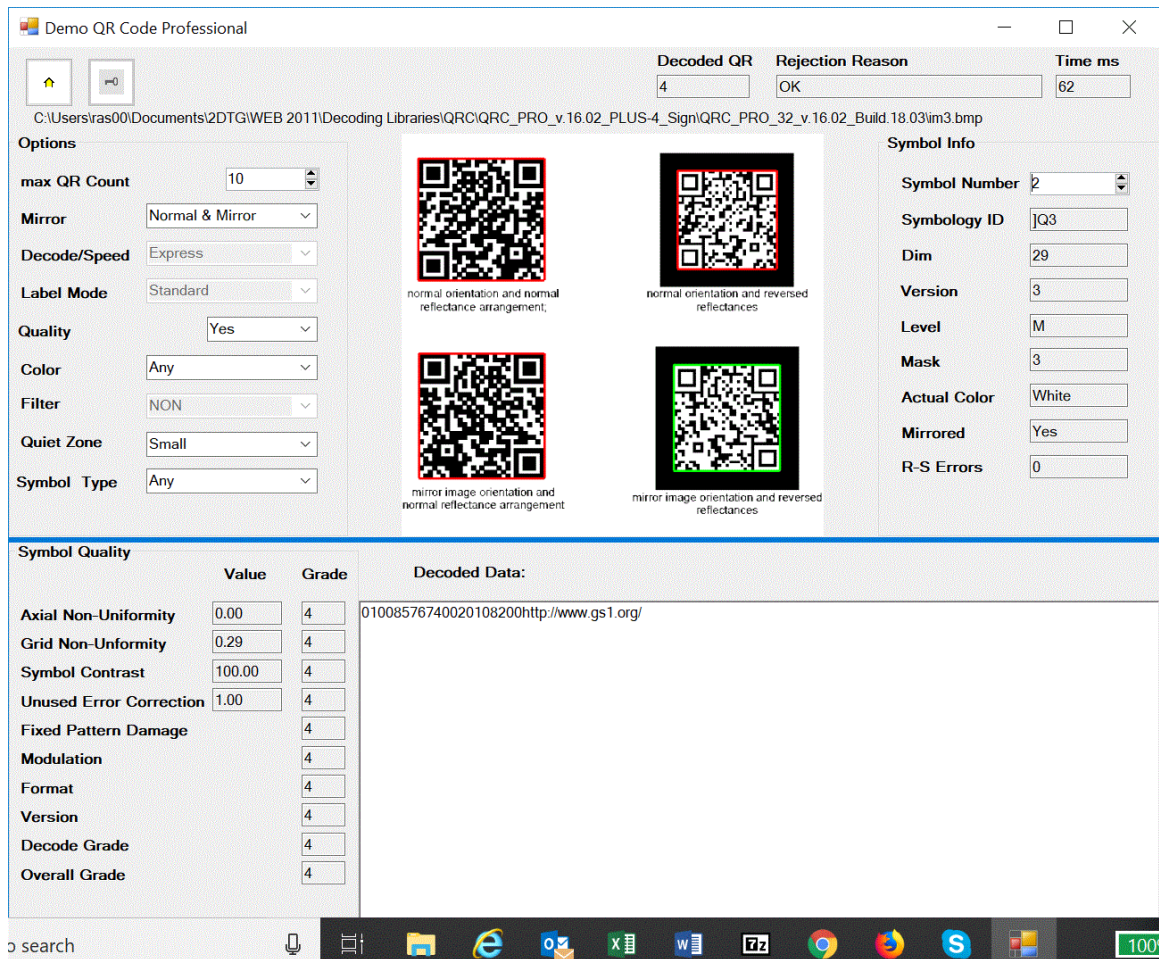 Demo QR Code Professional
Decoded QR Rejection Reason Time ms
4 OK 62
C:\Users\ras00\Documents\2DTG\WEB 2011\Decoding Libraries\QRC\QRC_PRO_v.16.02_PLUS-4_Sign\QRC_PRO_32_v.16.02_Build.18.03\im3.bmp
Options
max QR Count 10
Mirror Normal & Mirror
Decode/Speed Express
Label Mode Standard
Quality Yes
Color Any
Filter NON
Quiet Zone Small
Symbol Type Any
normal orientation and normal
reflectance arrangement;
normal orientation and reversed
reflectances
mirror image orientation and
normal reflectance arrangement
mirror image orientation and reversed
reflectances
Symbol Info
Symbol Number 2
Symbology ID ]Q3
Dim 29
Version 3
Level M
Mask 3
Actual Color White
Mirrored Yes
R-S Errors 0
Symbol Quality
Value Grade
Axial Non-Uniformity 0.00 4
Grid Non-Unformity 0.29 4
Symbol Contrast 100.00 4
Unused Error Correction 1.00 4
Fixed Pattern Damage 4
Modulation 4
Format 4
Version 4
Decode Grade 4
Overall Grade 4
Decoded Data:
01008576740020108200http://www.gs1.org/
o search
100%